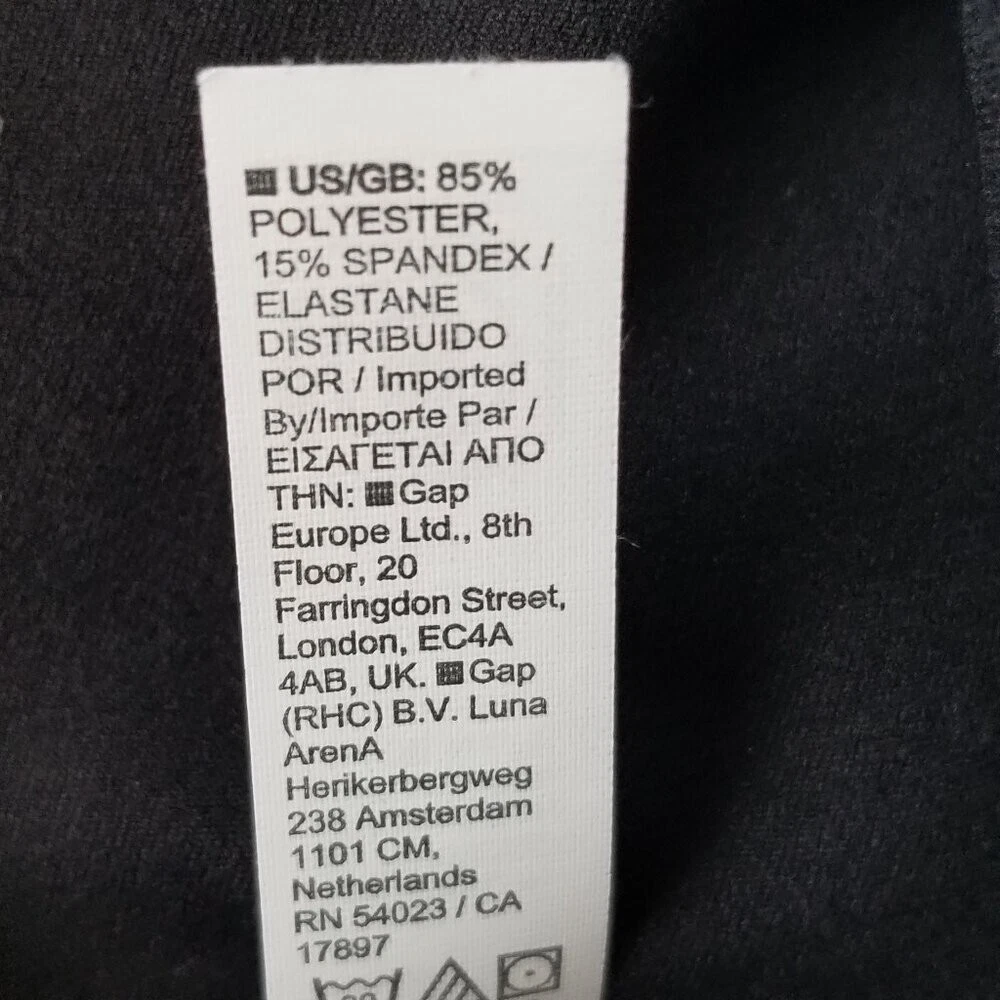 US/GB: 85%
POLYESTER,
15% SPANDEX /
ELASTANE
DISTRIBUIDO
POR / Imported
By/Importe Par /
ΕΙΣΑΓΕΤΑΙ ΑΠΟ
ΤΗΝ: Gap
Europe Ltd., 8th
Floor, 20
Farringdon Street,
London, EC4A
4AB, UK. Gap
(RHC) B.V. Luna
ArenA
Herikerbergweg
238 Amsterdam
1101 CM,
Netherlands
RN 54023 / CA
17897